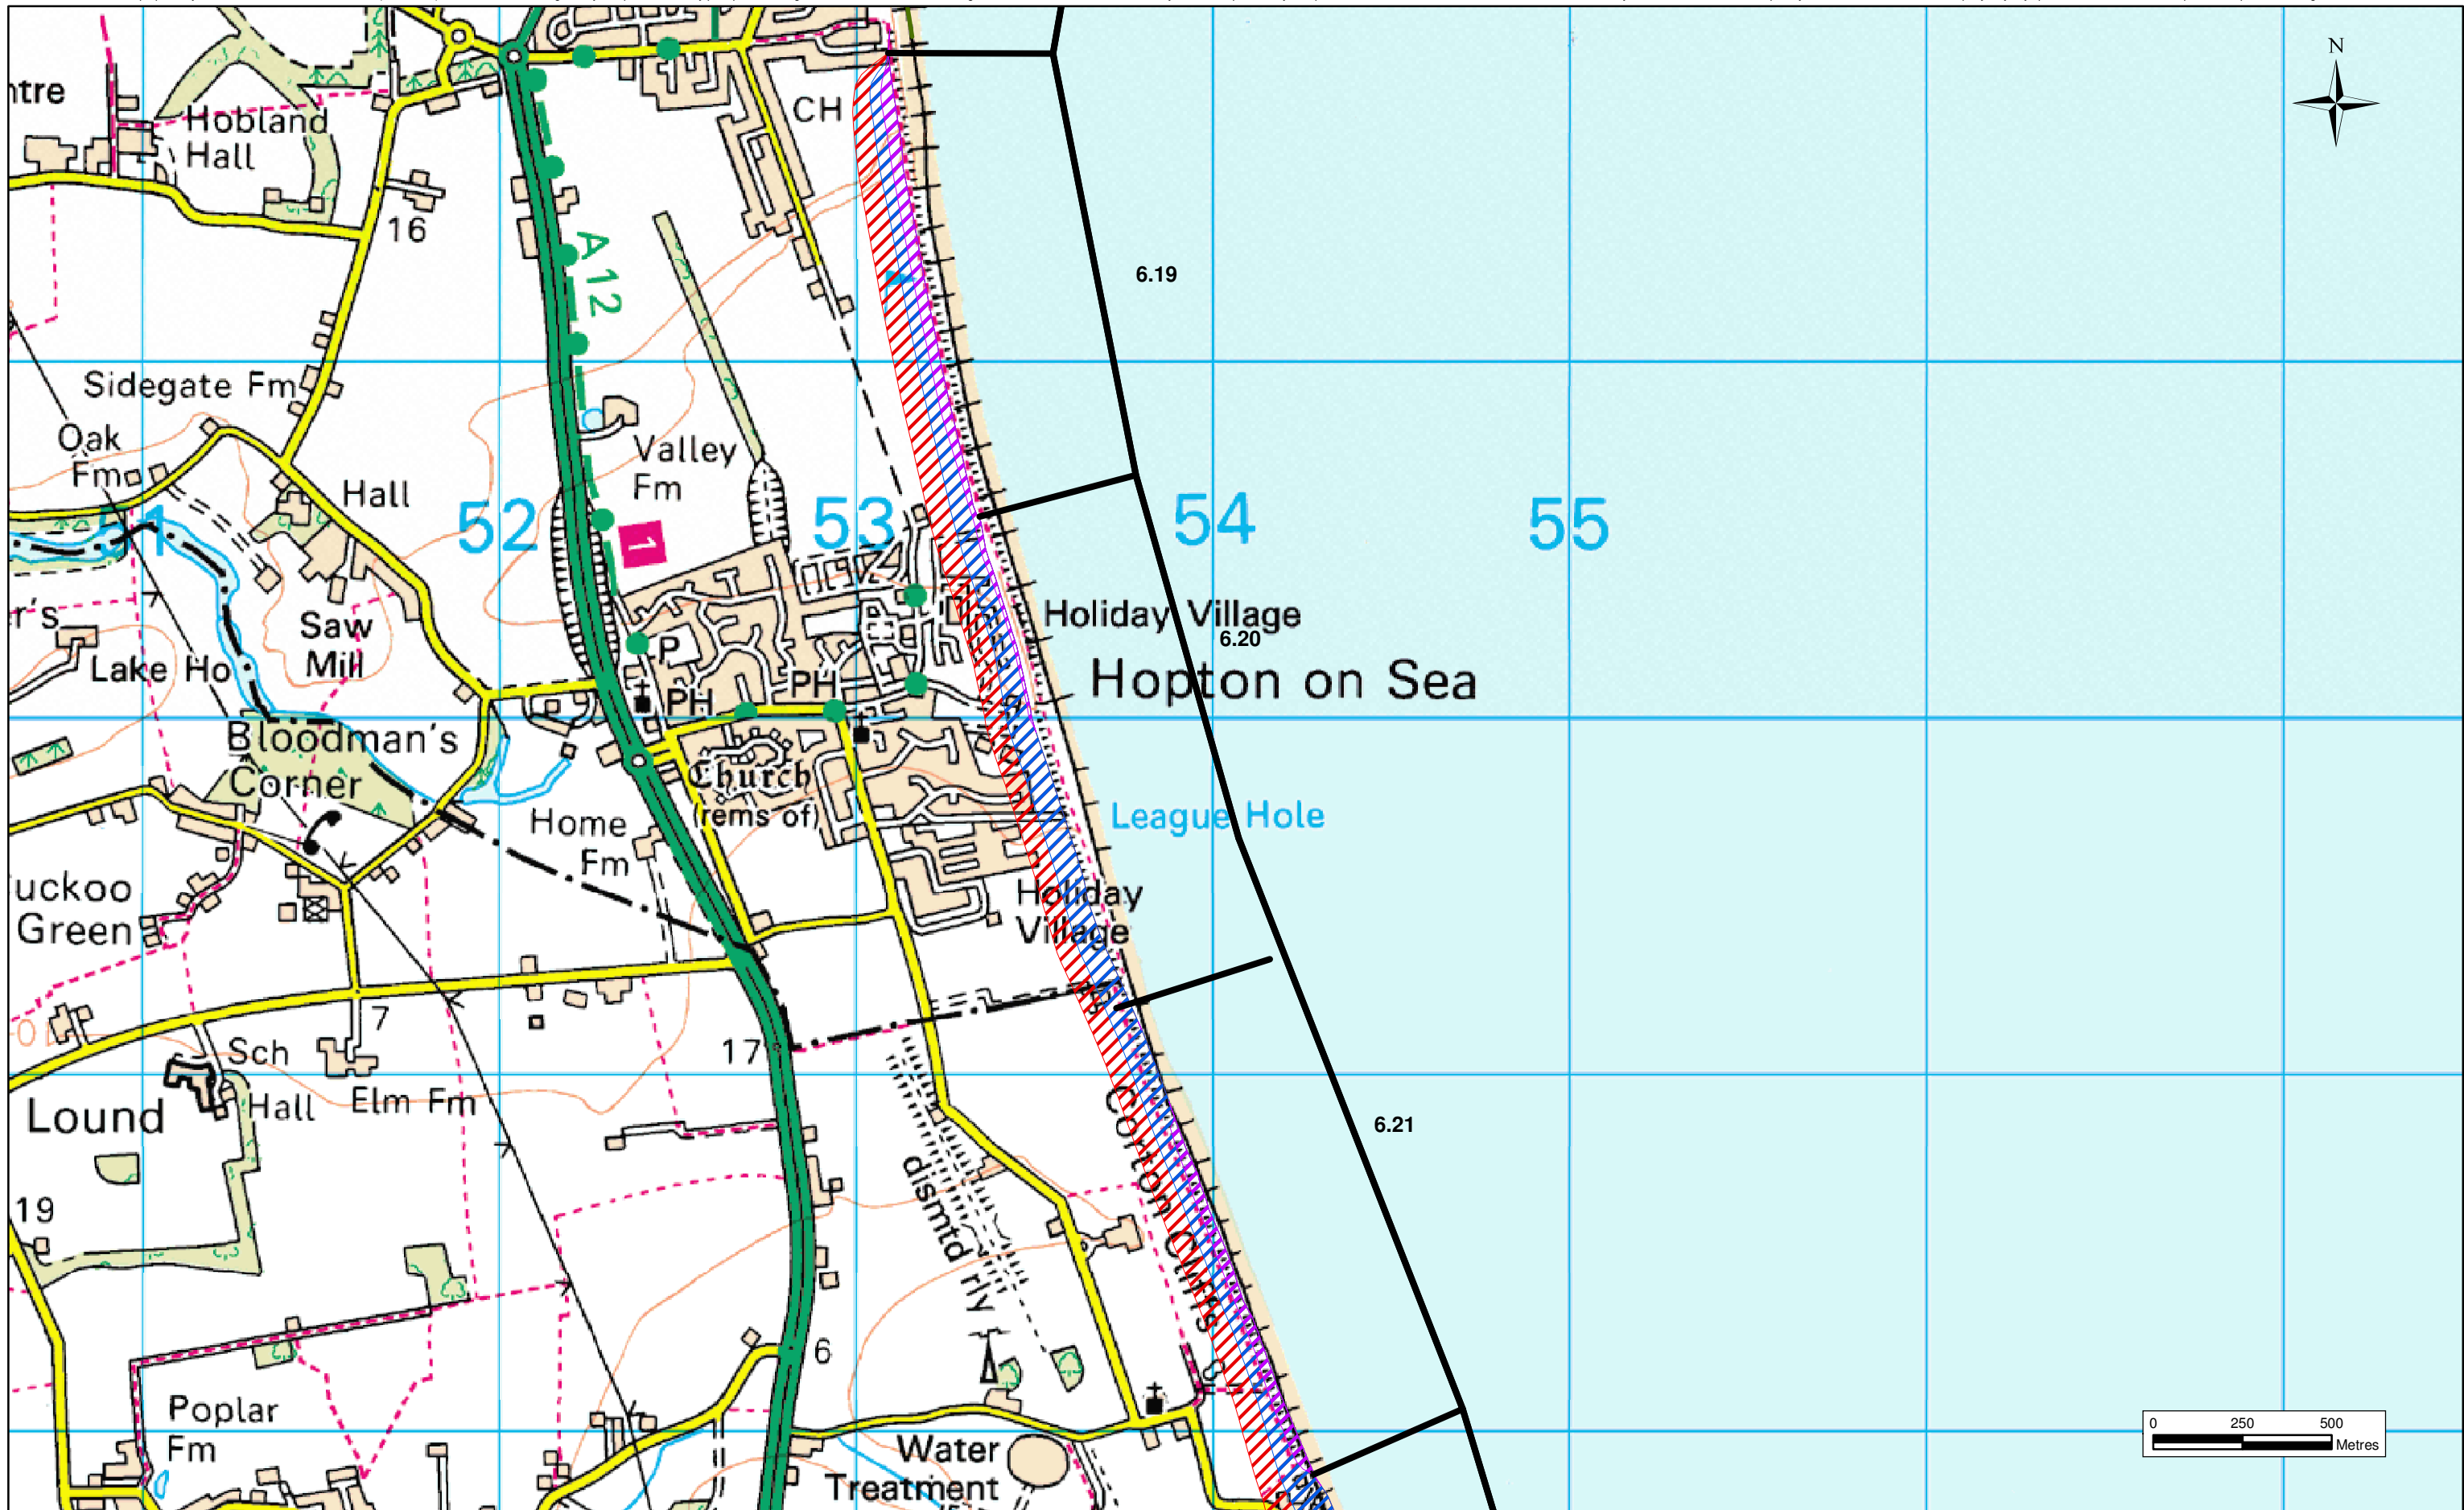 N
ntre
CH
Hobland
Hall
16
A12
6.19
Sidegate Fm
Oak
Fm
Valley
Fm
Hall
51
52
53
54
55
1
r's
Saw
Mill
Lake Ho
P
Holiday Village
6.20
Hopton on Sea
PH
PH
Bloodman's
Corner
Church
(rems of)
League Hole
Home
Fm
uckoo
Green
Holiday
Village
7
17
Sch
Hall
Elm Fm
Lound
Corton Cliffs
6.21
dismtd rly
19
6
Poplar
Fm
Water
Treatment
0 250 500
Metres